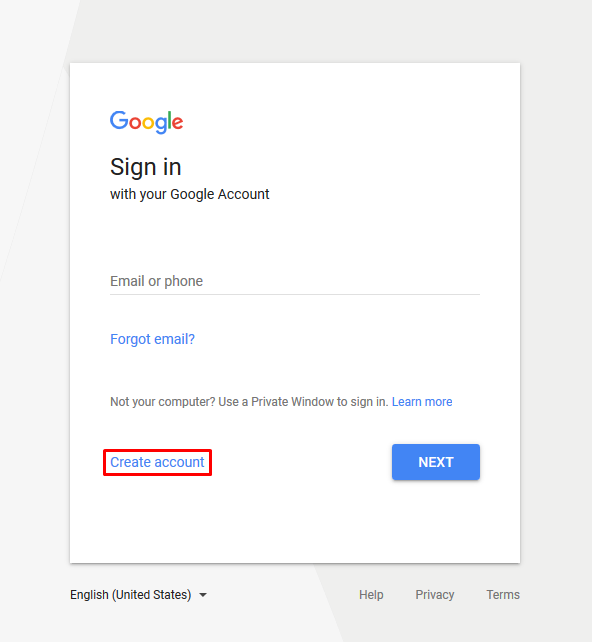 Google
Sign in
with your Google Account
Email or phone
Forgot email?
Not your computer? Use a Private Window to sign in. Learn more
Create account
NEXT
English (United States)
Help
Privacy
Terms